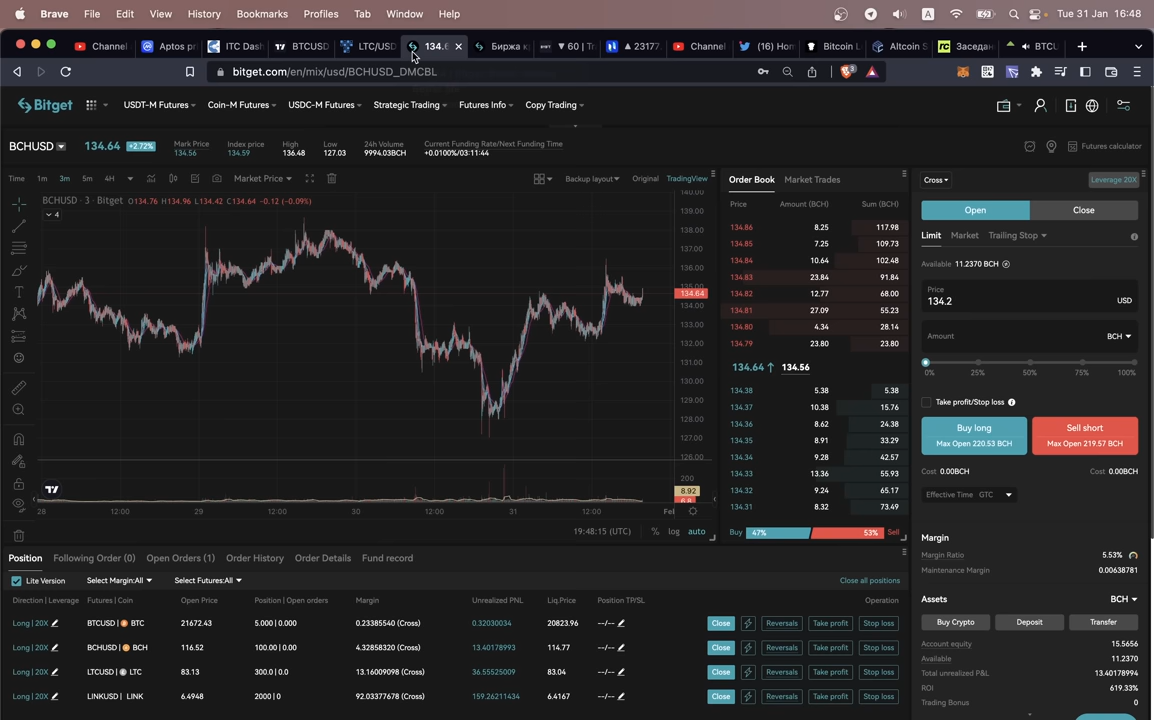 Brave File Edit View History Bookmarks Profiles Tab Window Help A Tue 31 Jan 16:48
Channel Aptos pr ITC Dash BTCUSD LTC/USD 134.6 Биржа к ▼ 60 | Tr ▲ 23177. Channel (16) Hom Bitcoin L Altcoin S Заседан BTCU
bitget.com/en/mix/usd/BCHUSD_DMCBL
Bitget USDT-M Futures Coin-M Futures USDC-M Futures Strategic Trading Futures Info Copy Trading
BCHUSD 134.64 +2.72% Mark Price Index price High Low 24h Volume Current Funding Rate/Next Funding Time Futures calculator
134.56 134.59 136.48 127.03 9994.03BCH +0.0100%/03:11:44
Time 1m 3m 5m 4H Market Price Backup layout Original TradingView
BCHUSD · 3 · Bitget O134.76 H134.96 L134.42 C134.64 -0.12 (-0.09%)
4
140.00
139.00
138.00
137.00
136.00
135.00
134.64
134.00
133.00
132.00
131.00
130.00
129.00
128.00
127.00
126.00
200
8.92
6.8
28 12:00 29 12:00 30 12:00 31 12:00 Fel
19:48:15 (UTC) % log auto
Order Book Market Trades
Price Amount (BCH) Sum (BCH)
134.86 8.25 117.98
134.85 7.25 109.73
134.84 10.64 102.48
134.83 23.84 91.84
134.82 12.77 68.00
134.81 27.09 55.23
134.80 4.34 28.14
134.79 23.80 23.80
134.64 ↑ 134.56
134.38 5.38 5.38
134.37 10.38 15.76
134.36 8.62 24.38
134.35 8.91 33.29
134.34 9.28 42.57
134.33 13.36 55.93
134.32 9.24 65.17
134.31 8.32 73.49
Buy 47% 53% Sell
Cross Leverage 20X
Open Close
Limit Market Trailing Stop
Available 11.2370 BCH
Price
134.2 USD
Amount BCH
0% 25% 50% 75% 100%
Take profit/Stop loss
Buy long Sell short
Max Open 220.53 BCH Max Open 219.57 BCH
Cost 0.00BCH Cost 0.00BCH
Effective Time GTC
Margin
Margin Ratio 5.53%
Maintenance Margin 0.00638781
Assets BCH
Buy Crypto Deposit Transfer
Account equity 15.5656
Available 11.2370
Total unrealized P&L 13.40178994
ROI 619.33%
Trading Bonus 0
Position Following Order (0) Open Orders (1) Order History Order Details Fund record
Lite Version Select Margin:All Select Futures:All Close all positions
Direction | Leverage Futures | Coin Open Price Position | Open orders Margin Unrealized PNL Liq.Price Position TP/SL Operation
Long | 20X BTCUSD | BTC 21672.43 5.000 | 0.000 0.23385540 (Cross) 0.32030034 20823.96 --/-- Close Reversals Take profit Stop loss
Long | 20X BCHUSD | BCH 116.52 100.00 | 0.00 4.32858320 (Cross) 13.40178993 114.77 --/-- Close Reversals Take profit Stop loss
Long | 20X LTCUSD | LTC 83.13 300.0 | 0.0 13.16009098 (Cross) 36.55525009 83.04 --/-- Close Reversals Take profit Stop loss
Long | 20X LINKUSD | LINK 6.4948 2000 | 0 92.03377678 (Cross) 159.26211434 6.4167 --/-- Close Reversals Take profit Stop loss